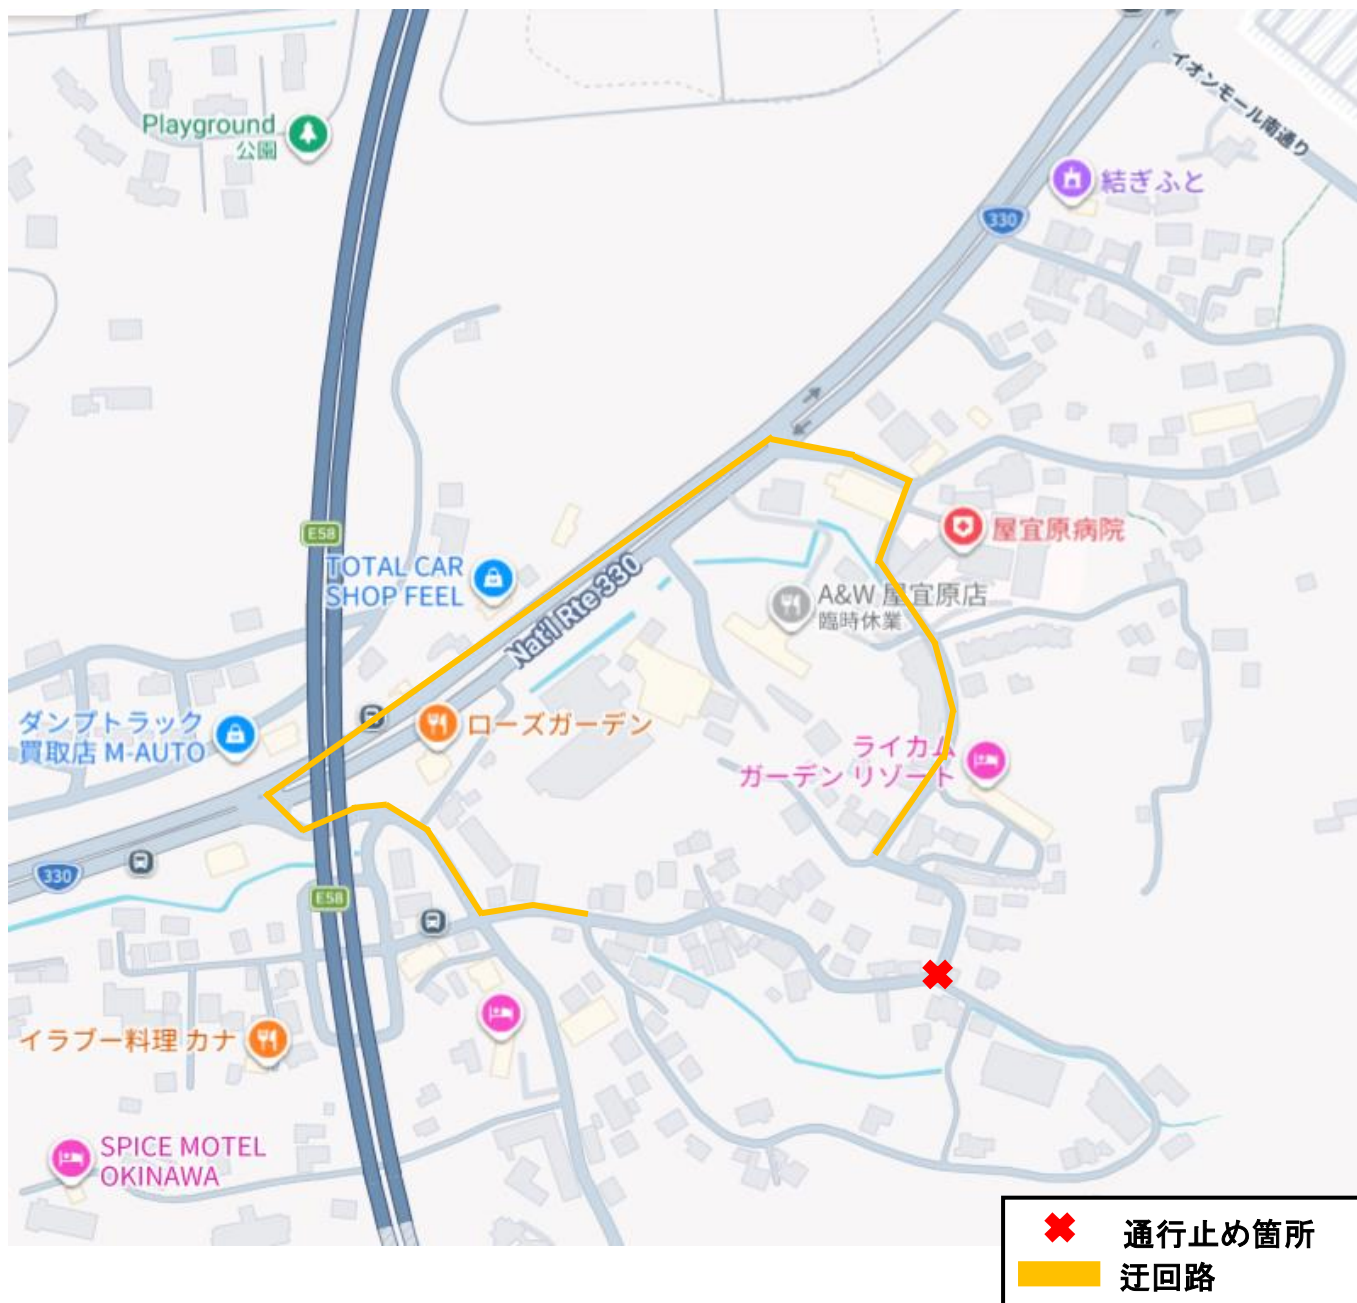 イオンモール南通り
Playground
公園
結ぎふと
330
E58
TOTAL CAR
SHOP FEEL
屋宜原病院
A&W 屋宜原店
臨時休業
Nat'l Rte 330
ダンプトラック
買取店 M-AUTO
ローズガーデン
ライカム
ガーデン リゾート
330
E58
イラブー料理 カナ
SPICE MOTEL
OKINAWA
通行止め箇所
迂回路